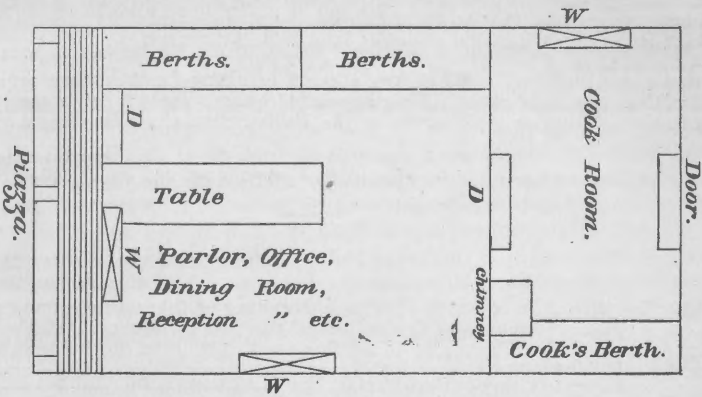 W
Berths.
Berths.
D
Cook Room.
Piazza.
Table
D
Door.
W
Parlor, Office,
Dining Room,
Reception " etc.
chimney
Cook's Berth.
W